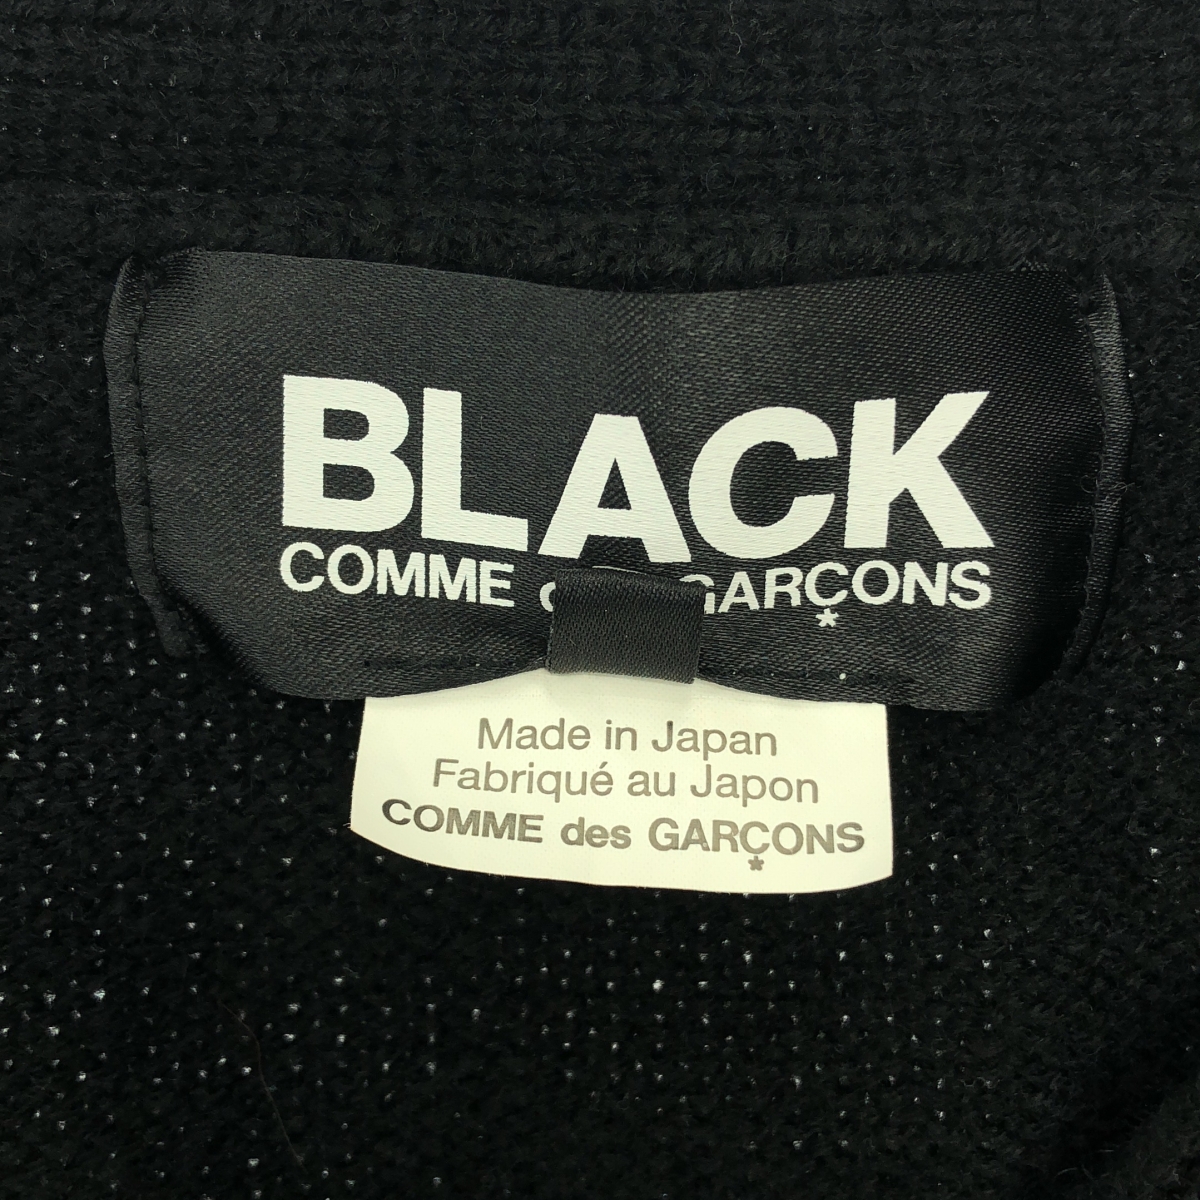 BLACK
COMME GARÇONS
*
Made in Japan
Fabriqué au Japon
COMME des GARÇONS
*